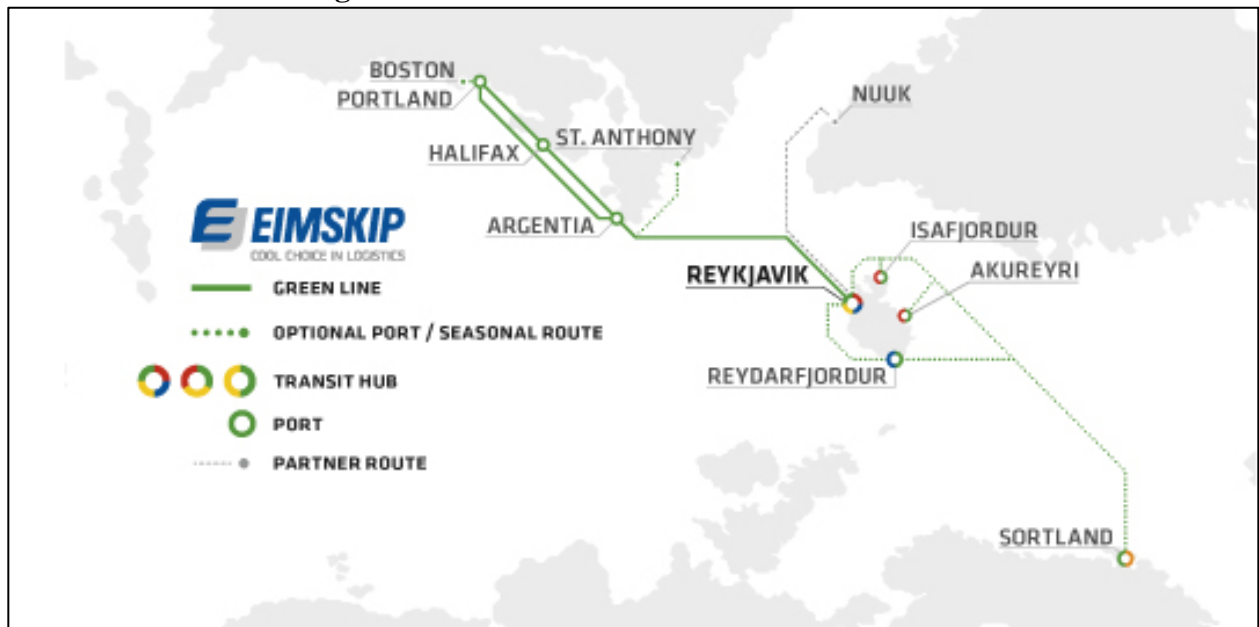 BOSTON
PORTLAND
NUUK
ST. ANTHONY
HALIFAX
ARGENTIA
ISAFJORDUR
AKUREYRI
REYKJAVIK
REYDARFJORDUR
SORTLAND
EIMSKIP
COOL CHOICE IN LOGISTICS
GREEN LINE
OPTIONAL PORT / SEASONAL ROUTE
TRANSIT HUB
PORT
PARTNER ROUTE